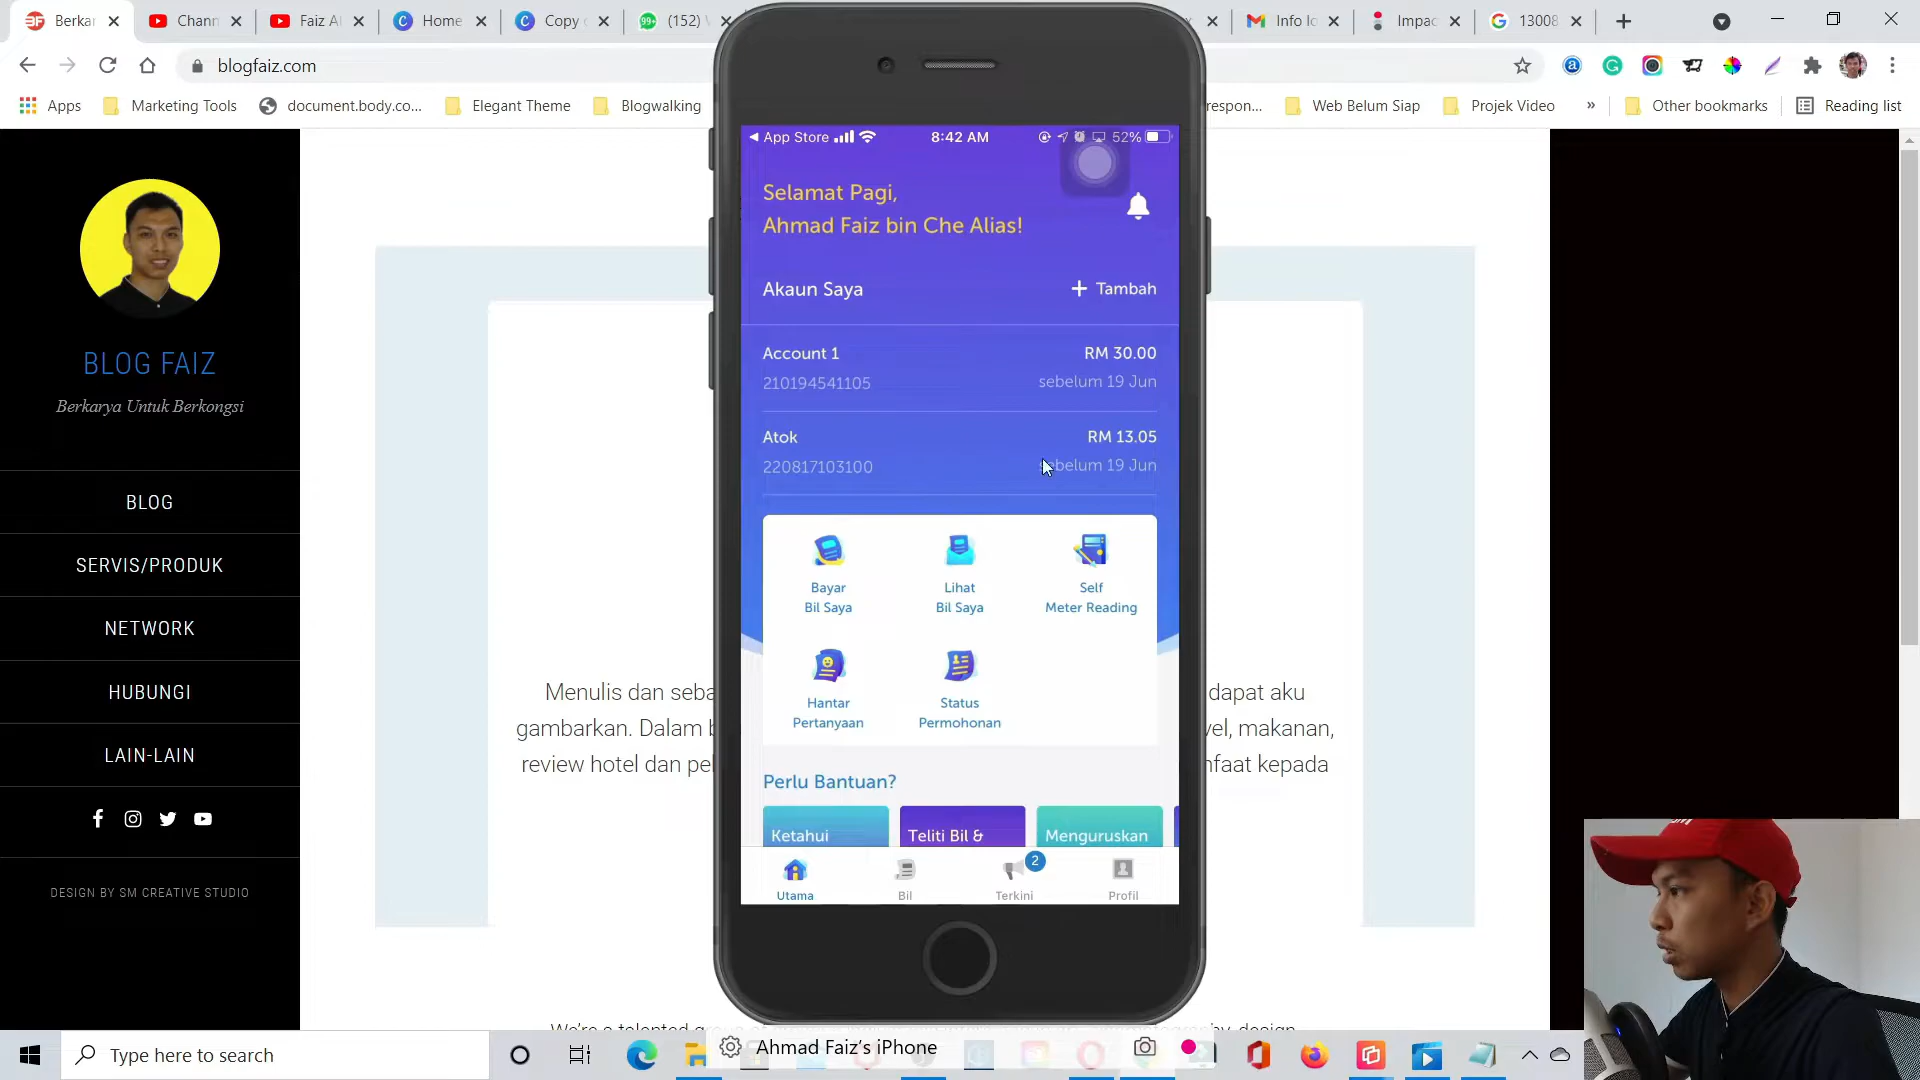 Berkar
Chann
Faiz Al
Home
Copy
99+
(152)
Info lo
Impac
13008
blogfaiz.com
Apps
Marketing Tools
document.body.co...
Elegant Theme
Blogwalking
respon...
Web Belum Siap
Projek Video
»
Other bookmarks
Reading list
BLOG FAIZ
Berkarya Untuk Berkongsi
BLOG
SERVIS/PRODUK
NETWORK
HUBUNGI
LAIN-LAIN
DESIGN BY SM CREATIVE STUDIO
App Store
8:42 AM
52%
Selamat Pagi,
Ahmad Faiz bin Che Alias!
Akaun Saya
+ Tambah
Account 1
RM 30.00
210194541105
sebelum 19 Jun
Atok
RM 13.05
220817103100
sebelum 19 Jun
Bayar
Bil Saya
Lihat
Bil Saya
Self
Meter Reading
Hantar
Pertanyaan
Status
Permohonan
Perlu Bantuan?
Ketahui
Teliti Bil &
Menguruskan
Utama
Bil
2
Terkini
Profil
Menulis dan seba
dapat aku
gambarkan. Dalam
vel, makanan,
review hotel dan pel
nfaat kepada
Type here to search
Ahmad Faiz's iPhone